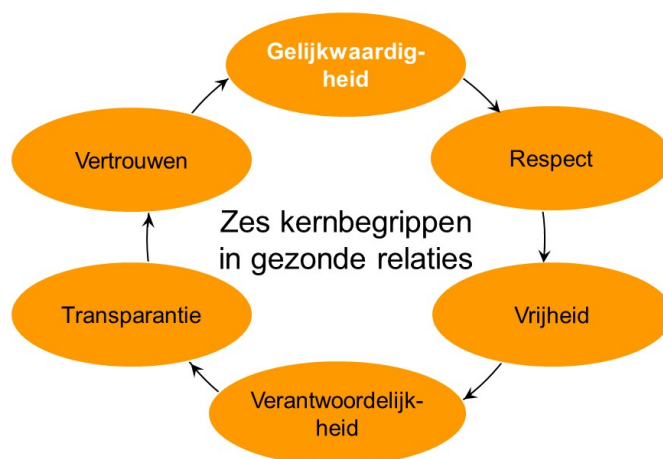 Gelijkwaardig-
heid
Respect
Vrijheid
Verantwoordelijk-
heid
Transparantie
Vertrouwen
Zes kernbegrippen
in gezonde relaties